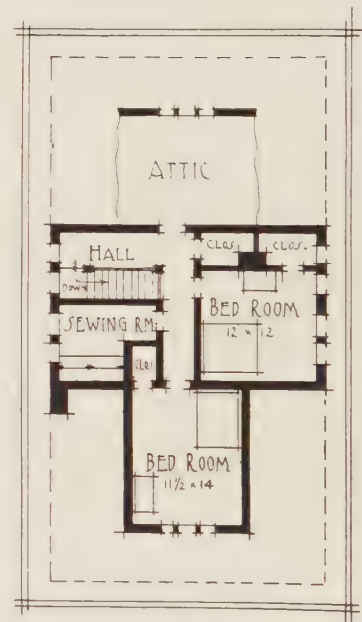 ATTIC
HALL
CLOS.
CLOS.
DOWN
BED ROOM
12 x 12
SEWING RM.
CLOS
BED ROOM
11½ x 14